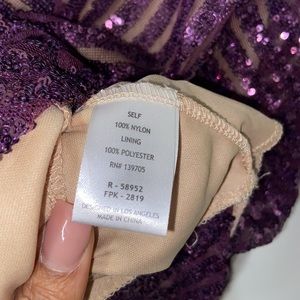 SELF
100% NYLON
LINING
100% POLYESTER
RN# 139705
R - 58952
FPK - 2819
DESIGNED IN LOS ANGELES
MADE IN CHINA